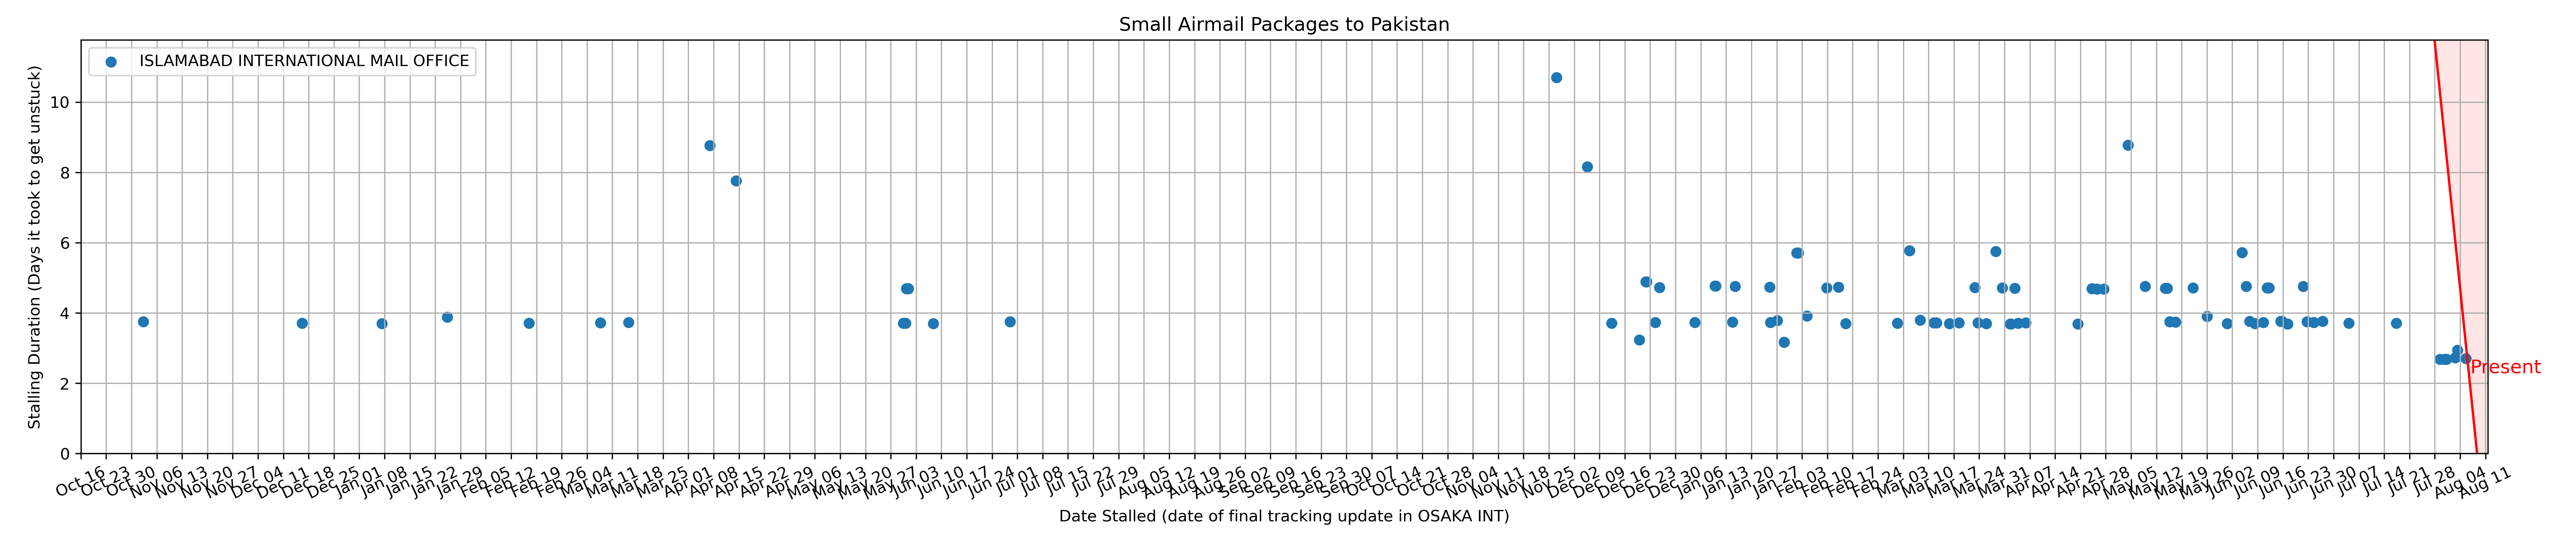 Small Airmail Packages to Pakistan
ISLAMABAD INTERNATIONAL MAIL OFFICE
Stalling Duration (Days it took to get unstuck)
10
8
6
4
2
0
Present
Oct 16 Oct 23 Oct 30 Nov 06 Nov 13 Nov 20 Nov 27 Dec 04 Dec 11 Dec 18 Dec 25 Jan 01 Jan 08 Jan 15 Jan 22 Jan 29 Feb 05 Feb 12 Feb 19 Feb 26 Mar 04 Mar 11 Mar 18 Mar 25 Apr 01 Apr 08 Apr 15 Apr 22 Apr 29 May 06 May 13 May 20 May 27 Jun 03 Jun 10 Jun 17 Jun 24 Jul 01 Jul 08 Jul 15 Jul 22 Jul 29 Aug 05 Aug 12 Aug 19 Aug 26 Sep 02 Sep 09 Sep 16 Sep 23 Sep 30 Oct 07 Oct 14 Oct 21 Oct 28 Nov 04 Nov 11 Nov 18 Nov 25 Dec 02 Dec 09 Dec 16 Dec 23 Dec 30 Jan 06 Jan 13 Jan 20 Jan 27 Feb 03 Feb 10 Feb 17 Feb 24 Mar 03 Mar 10 Mar 17 Mar 24 Mar 31 Apr 07 Apr 14 Apr 21 Apr 28 May 05 May 12 May 19 May 26 Jun 02 Jun 09 Jun 16 Jun 23 Jun 30 Jul 07 Jul 14 Jul 21 Jul 28 Aug 04 Aug 11
Date Stalled (date of final tracking update in OSAKA INT)